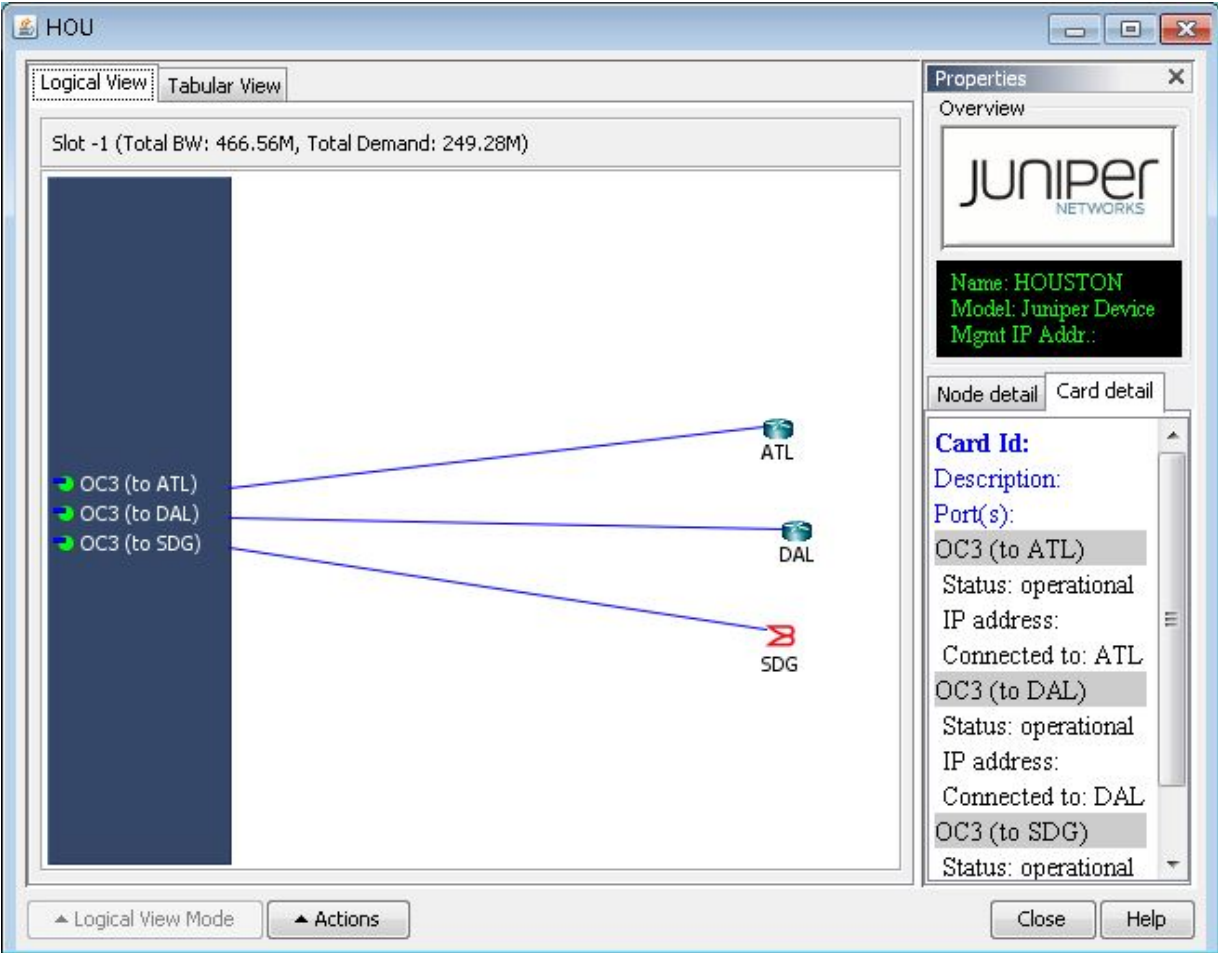 HOU
Logical View
Tabular View
Slot -1 (Total BW: 466.56M, Total Demand: 249.28M)
OC3 (to ATL)
OC3 (to DAL)
OC3 (to SDG)
ATL
DAL
SDG
Properties
Overview
JUNIPER
NETWORKS
Name: HOUSTON
Model: Juniper Device
Mgmt IP Addr.:
Node detail
Card detail
Card Id:
Description:
Port(s):
OC3 (to ATL)
Status: operational
IP address:
Connected to: ATL
OC3 (to DAL)
Status: operational
IP address:
Connected to: DAL
OC3 (to SDG)
Status: operational
Logical View Mode
Actions
Close
Help